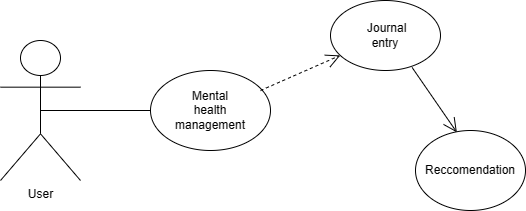 Journal
entry
Mental
health
management
Reccomendation
User